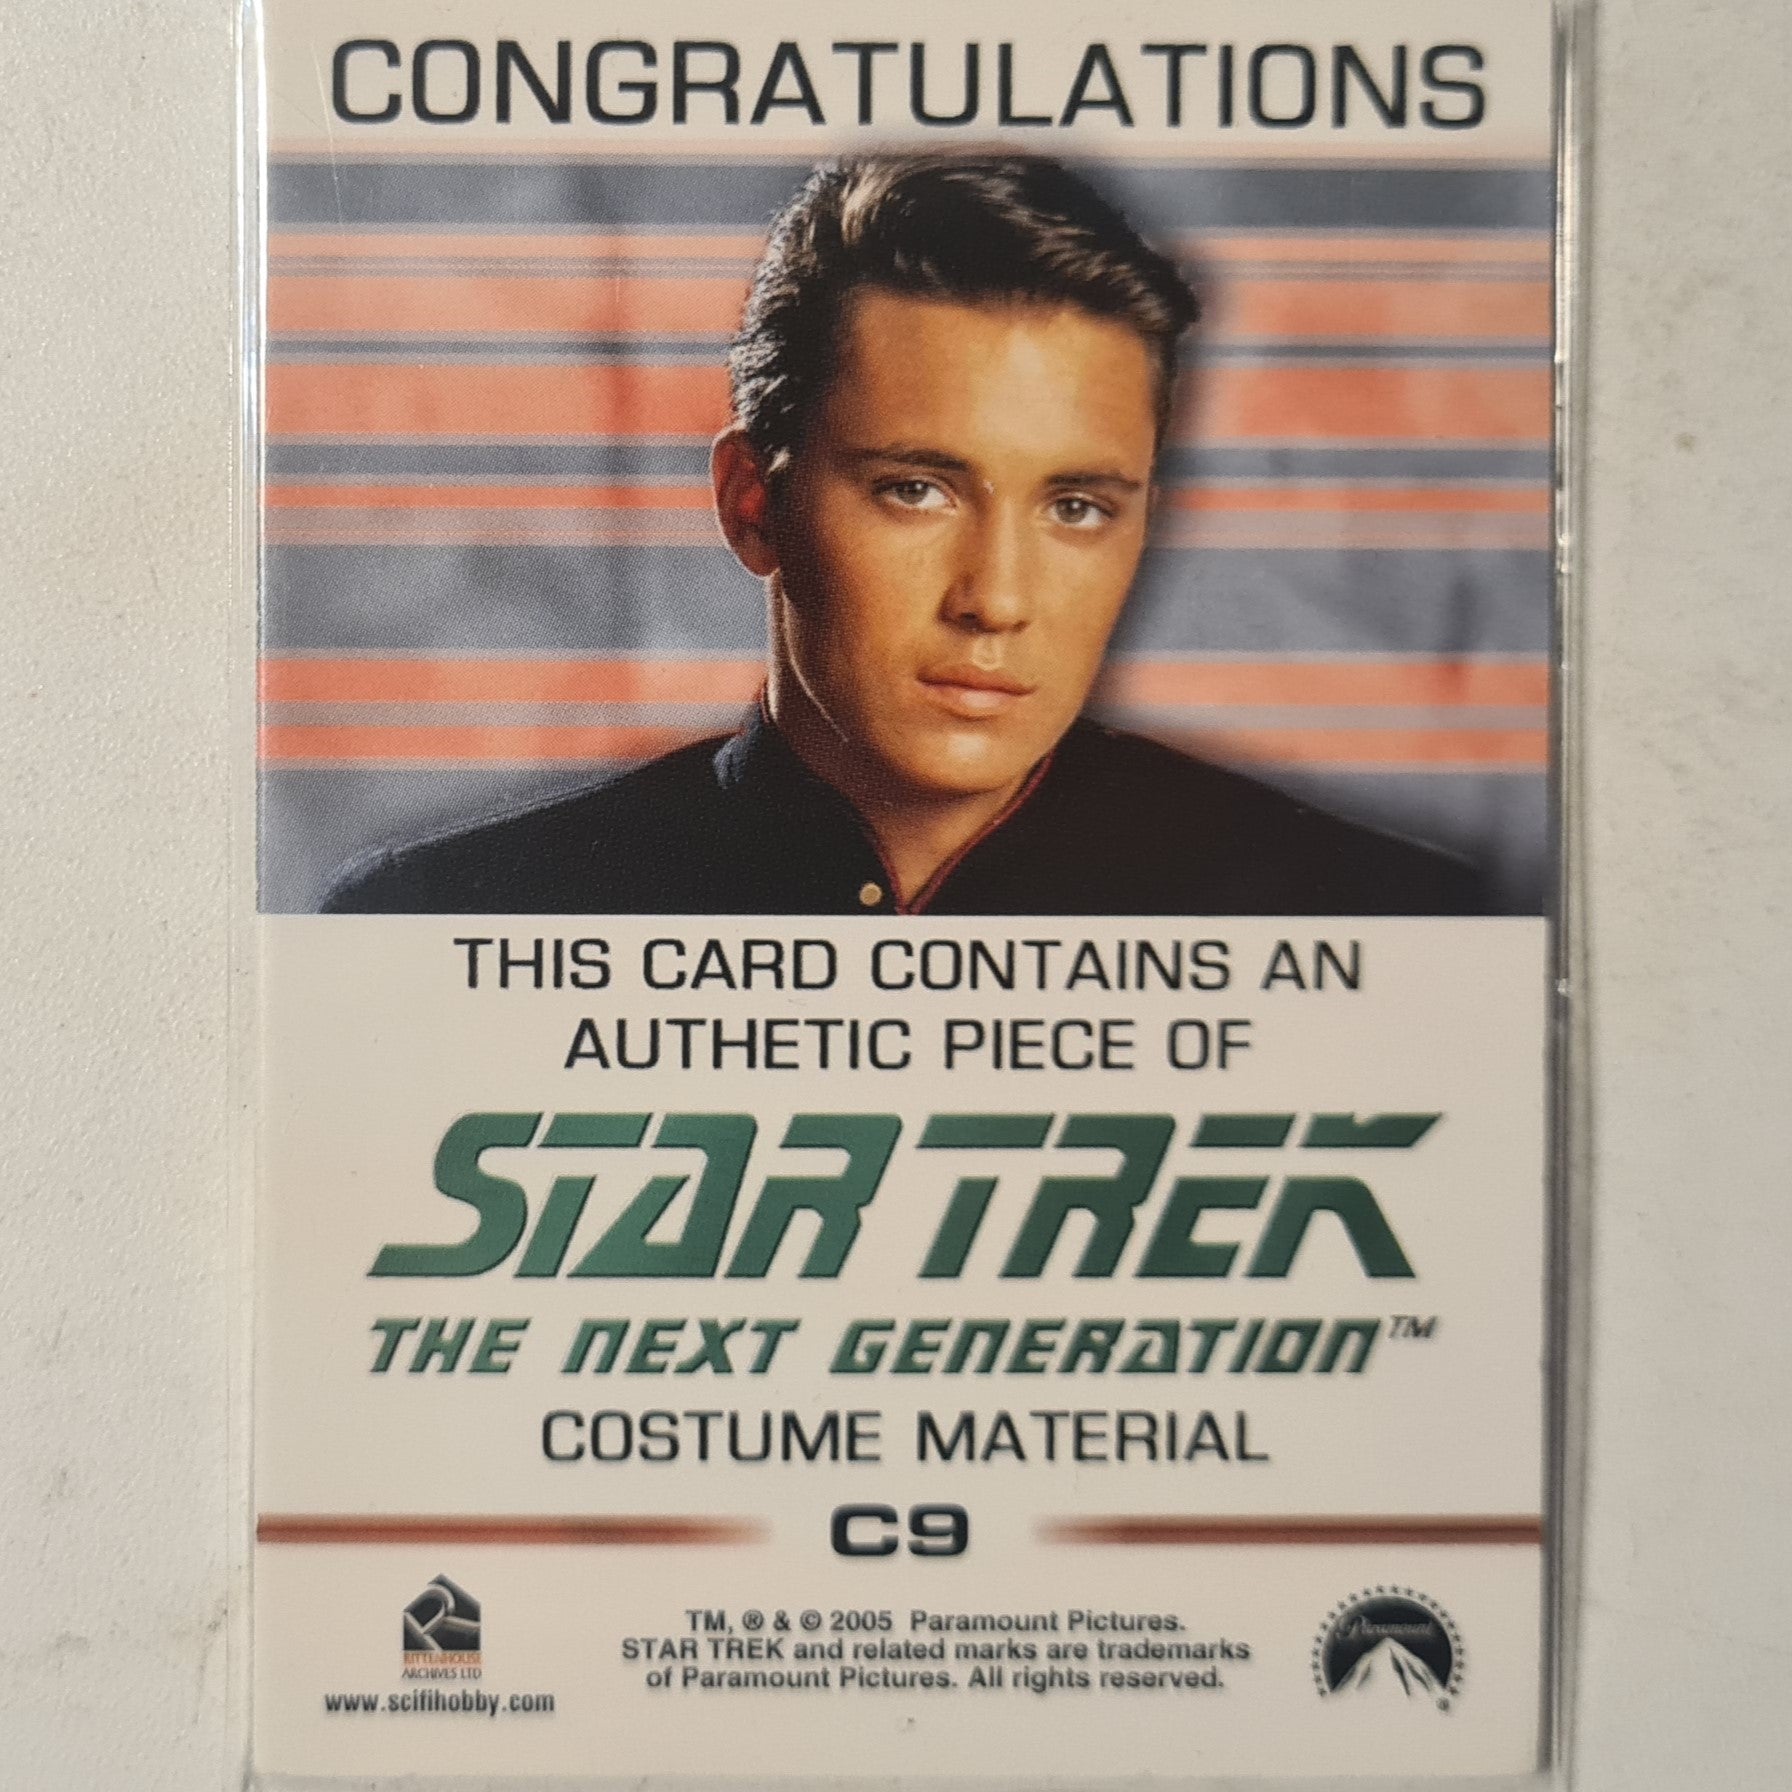 CONGRATULATIONS
THIS CARD CONTAINS AN
AUTHETIC PIECE OF
STAR TREK
THE NEXT GENERATION™
COSTUME MATERIAL
C9
RITTENHOUSE
ARCHIVES LTD
www.scifihobby.com
TM, ® & © 2005 Paramount Pictures.
STAR TREK and related marks are trademarks
of Paramount Pictures. All rights reserved.
Paramount
®